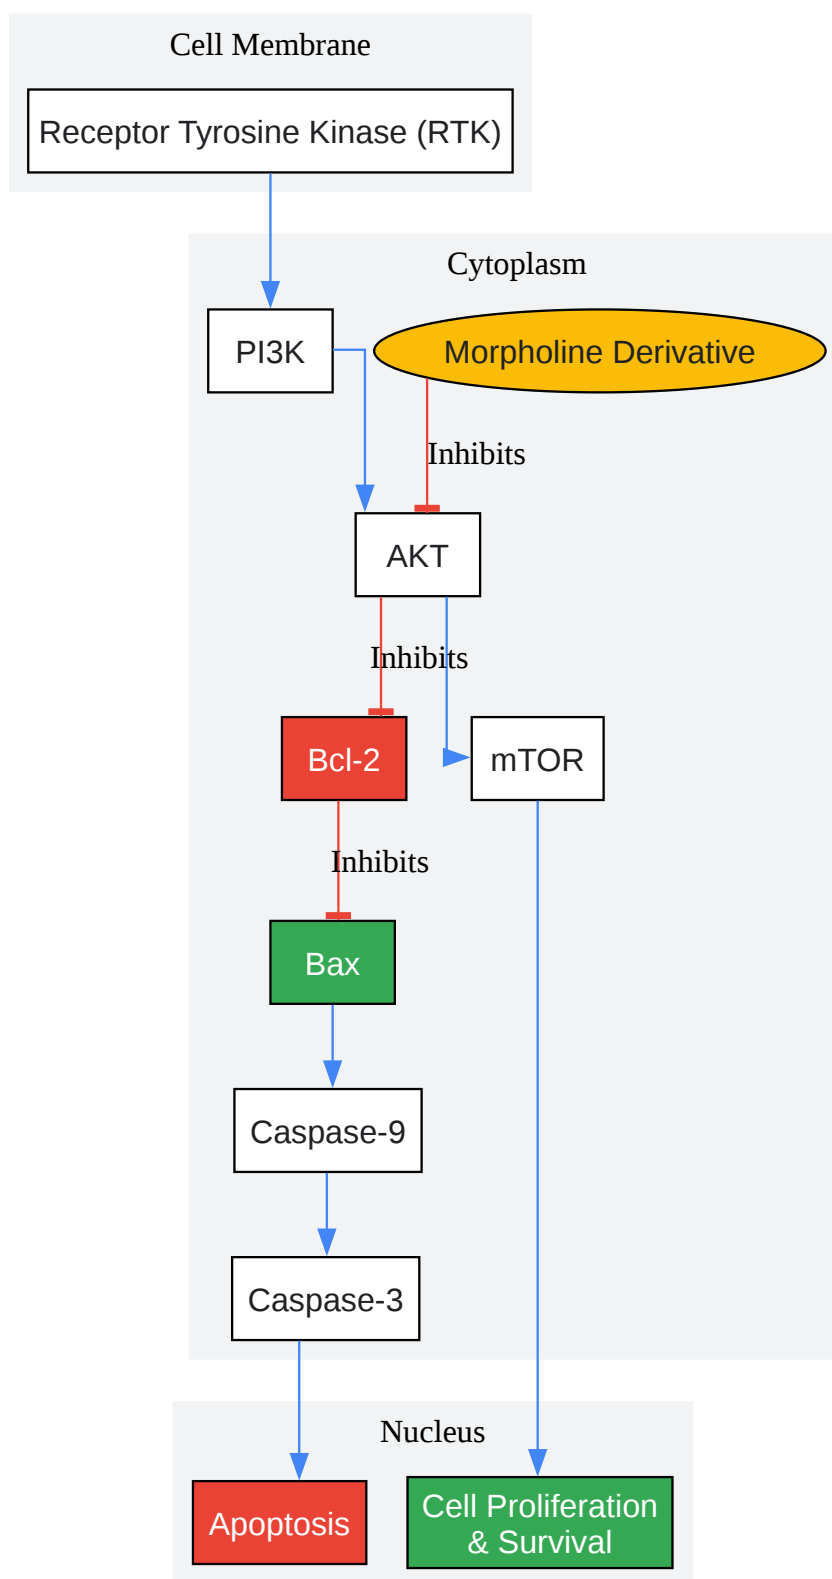 Cell Membrane
Receptor Tyrosine Kinase (RTK)
Cytoplasm
PI3K
Morpholine Derivative
Inhibits
AKT
Inhibits
Bcl-2
mTOR
Inhibits
Bax
Caspase-9
Caspase-3
Nucleus
Apoptosis
Cell Proliferation
& Survival